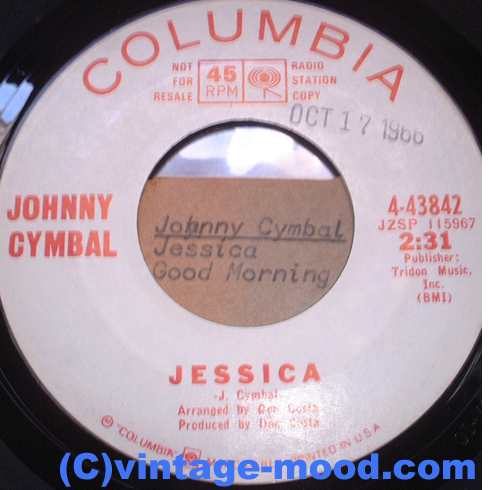 COLUMBIA
NOT FOR RESALE
45 RPM
RADIO STATION COPY
OCT 17 1966
JOHNNY CYMBAL
4-43842
JZSP 115967
2:31
Publisher:
Tridon Music,
Inc.
(BMI)
Johnny Cymbal
Jessica
Good Morning
JESSICA
-J. Cymbal-
Arranged by Don Costa
Produced by Don Costa
"COLUMBIA"
PRINTED IN U.S.A.
(C)vintage-mood.com